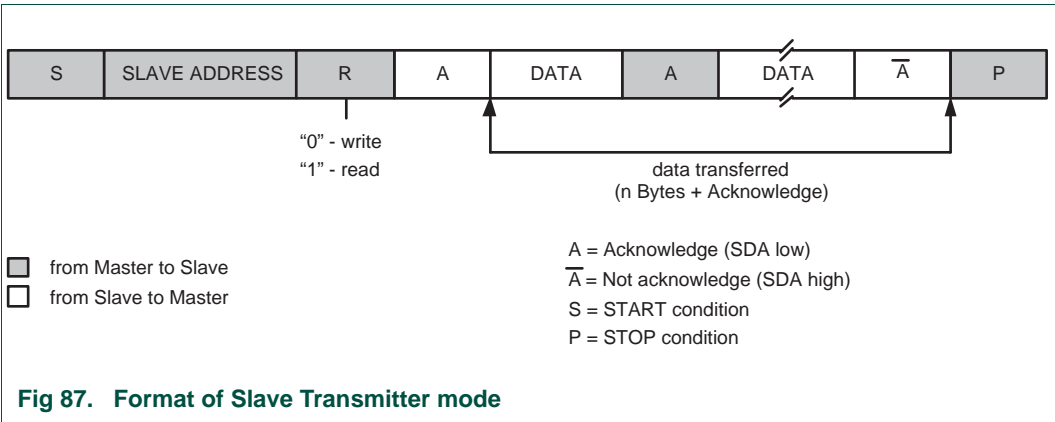 S SLAVE ADDRESS R A DATA A DATA A̅ P
“0” - write
“1” - read
data transferred
(n Bytes + Acknowledge)
from Master to Slave
from Slave to Master
A = Acknowledge (SDA low)
A̅ = Not acknowledge (SDA high)
S = START condition
P = STOP condition
Fig 87. Format of Slave Transmitter mode